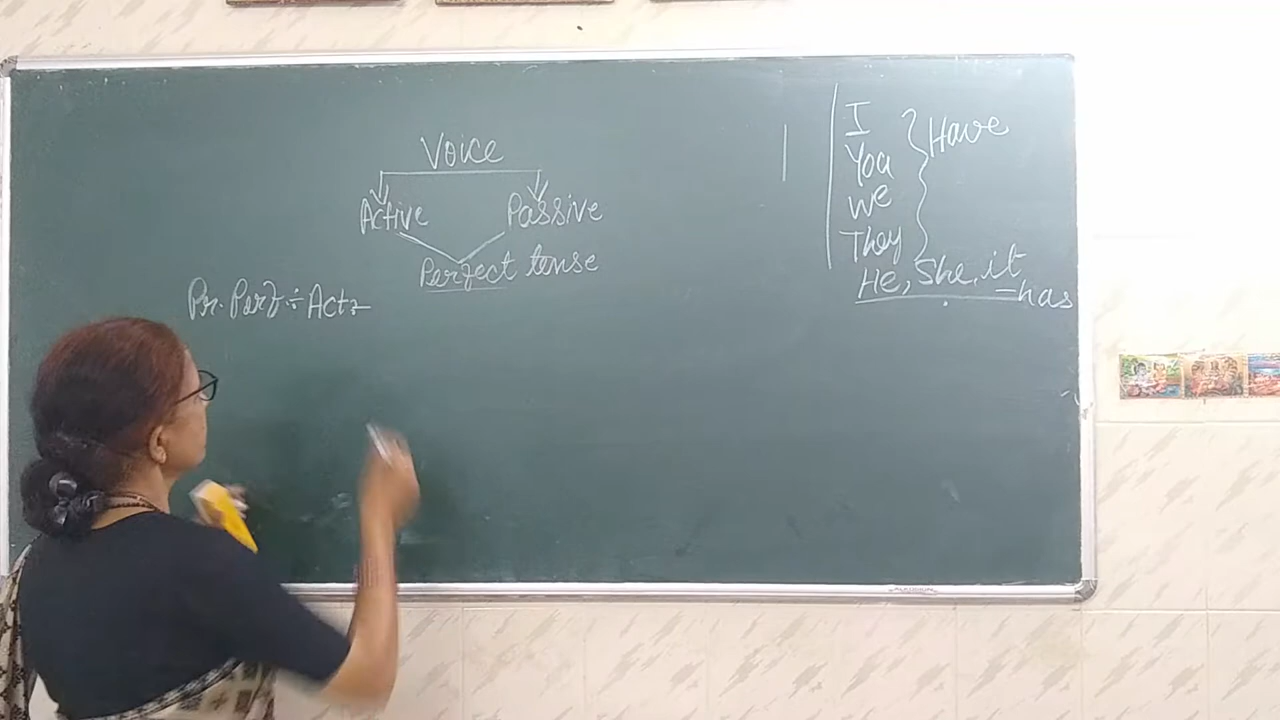 Voice
Active Passive
Perfect tense
Pr. Perf ÷ Act:
I
You
We
They
Have
He, She, it
– has